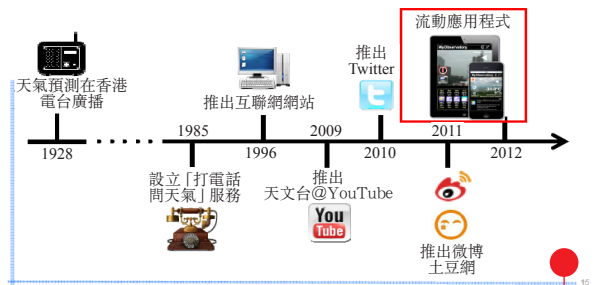 流動應用程式
MyObservatory
MyObservatory
推出
Twitter
天氣預測在香港
電台廣播
推出互聯網網站
1985
2009
2011
1928
1996
2010
2012
設立「打電話
問天氣」服務
推出
天文台@YouTube
You
Tube
推出微博
土豆網
16